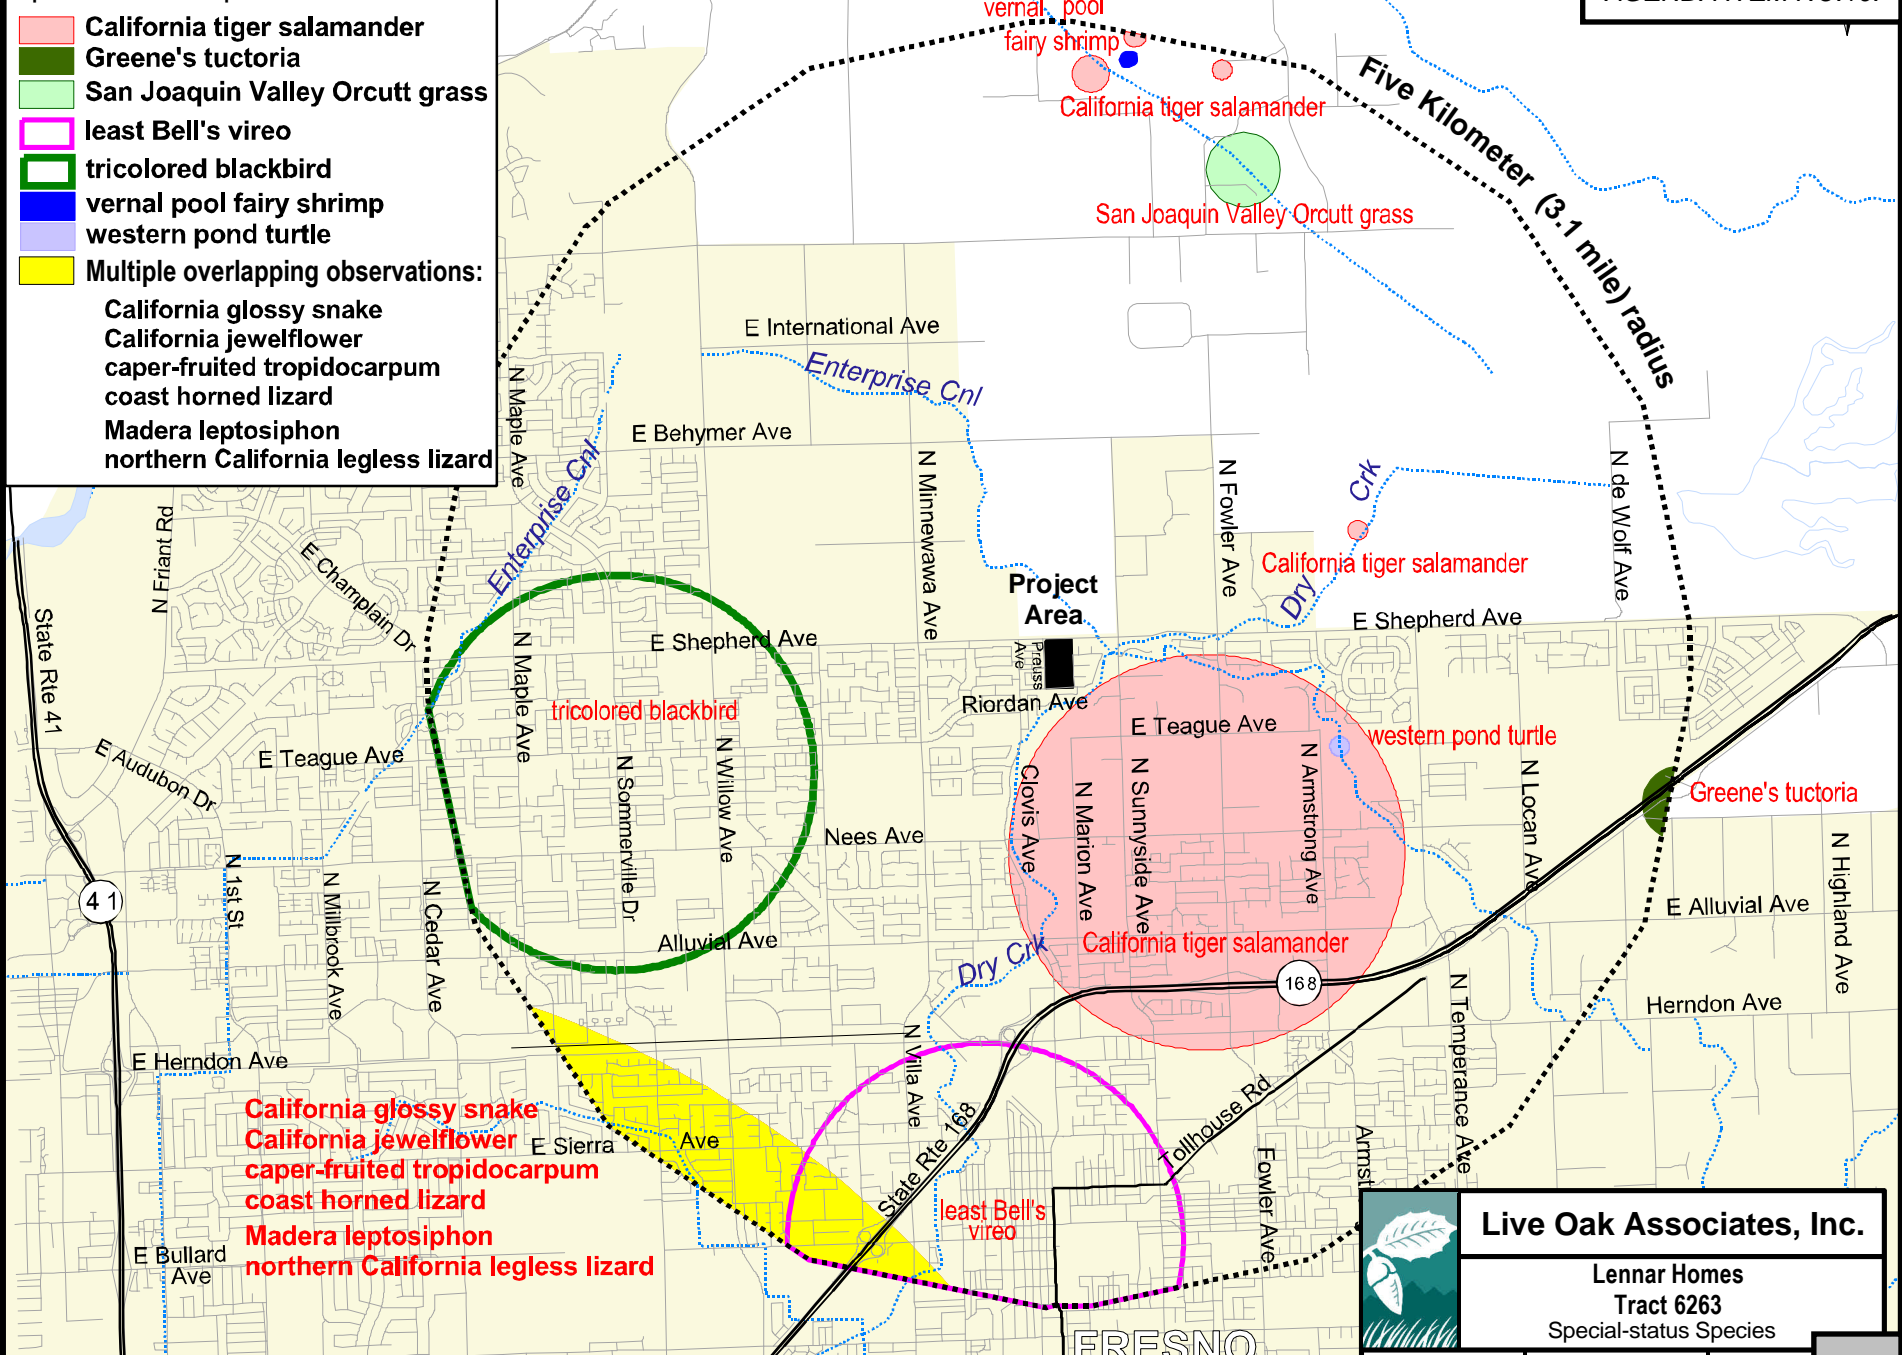 California tiger salamander
Greene's tuctoria
San Joaquin Valley Orcutt grass
least Bell's vireo
tricolored blackbird
vernal pool fairy shrimp
western pond turtle
Multiple overlapping observations:
California glossy snake
California jewelflower
caper-fruited tropidocarpum
coast horned lizard
Madera leptosiphon
northern California legless lizard
vernal pool
fairy shrimp
California tiger salamander
San Joaquin Valley Orcutt grass
Five Kilometer (3.1 mile) radius
E International Ave
Enterprise Cnl
N Maple Ave
E Behymer Ave
Enterprise Cnl
N Minnewawa Ave
N Fowler Ave
Dry Crk
N de Wolf Ave
California tiger salamander
N Friant Rd
E Champlain Dr
Project
Area
E Shepherd Ave
E Shepherd Ave
State Rte 41
N Maple Ave
Preuss
Ave
Riordan Ave
tricolored blackbird
E Teague Ave
E Teague Ave
western pond turtle
E Audubon Dr
N Sommerville Dr
N Willow Ave
Clovis Ave
N Marion Ave
N Sunnyside Ave
N Armstrong Ave
N Locan Ave
Greene's tuctoria
Nees Ave
N Highland Ave
41
N 1st St
N Millbrook Ave
N Cedar Ave
Alluvial Ave
E Alluvial Ave
Dry Crk
California tiger salamander
168
N Temperance Ave
Herndon Ave
E Herndon Ave
N Villa Ave
State Rte 168
Tollhouse Rd
California glossy snake
California jewelflower
caper-fruited tropidocarpum
coast horned lizard
Madera leptosiphon
northern California legless lizard
E Sierra Ave
least Bell's
vireo
Fowler Ave
E Bullard
Ave
FRESNO
Live Oak Associates, Inc.
Lennar Homes
Tract 6263
Special-status Species